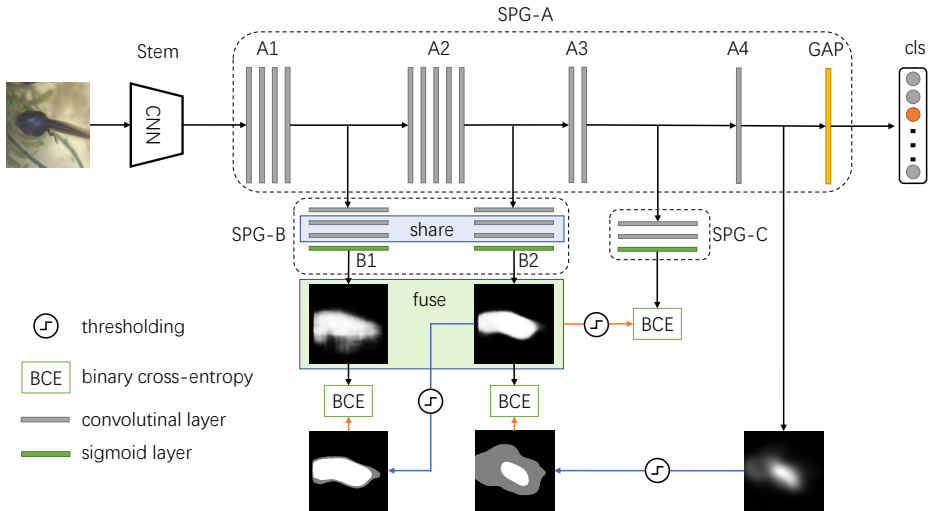 SPG-A
Stem
A1
A2
A3
A4
GAP
cls
CNN
SPG-B
share
SPG-C
B1
B2
fuse
BCE
thresholding
BCE
binary cross-entropy
BCE
BCE
convolutinal layer
sigmoid layer